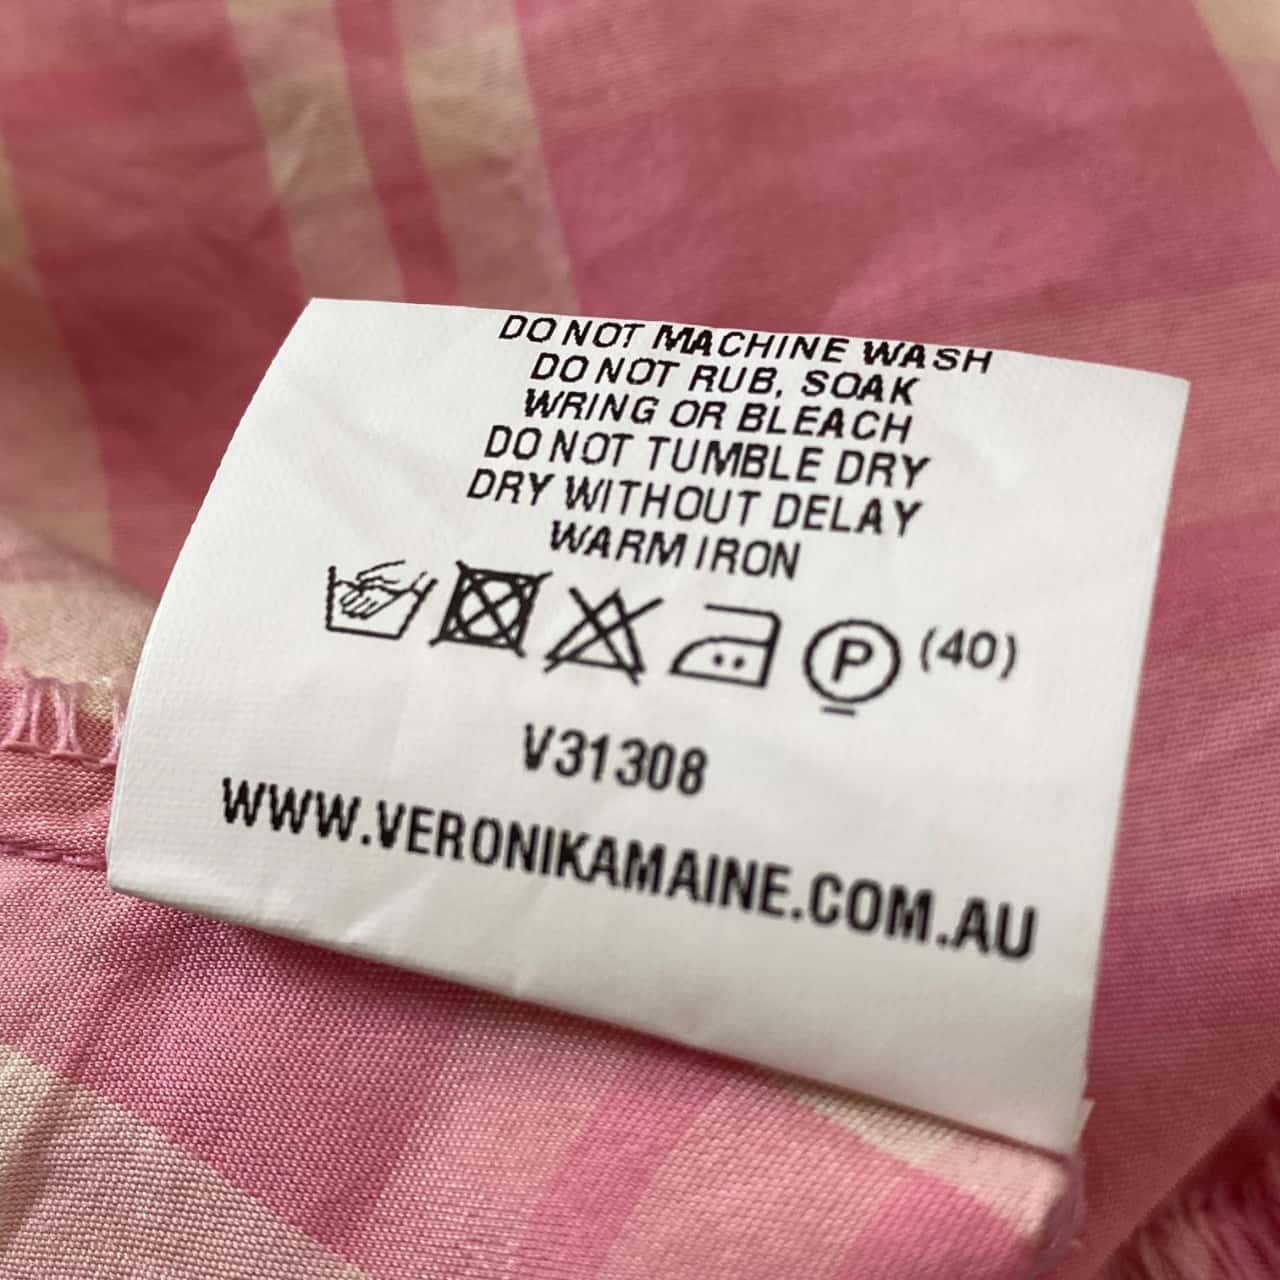 DO NOT MACHINE WASH
DO NOT RUB, SOAK
WRING OR BLEACH
DO NOT TUMBLE DRY
DRY WITHOUT DELAY
WARM IRON
P (40)
V31308
WWW.VERONIKAMAINE.COM.AU